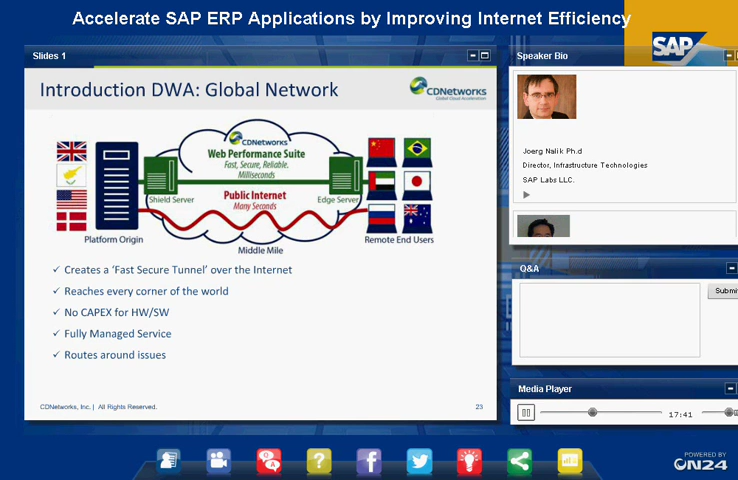 Accelerate SAP ERP Applications by Improving Internet Efficiency
SAP
Slides 1
Introduction DWA: Global Network
CDNetworks
Global Cloud Acceleration
CDNetworks
Web Performance Suite
Fast, Secure, Reliable.
Milliseconds
Shield Server
Public Internet
Many Seconds
Edge Server
Platform Origin
Middle Mile
Remote End Users
✓ Creates a 'Fast Secure Tunnel' over the Internet
✓ Reaches every corner of the world
✓ No CAPEX for HW/SW
✓ Fully Managed Service
✓ Routes around issues
CDNetworks, Inc. | All Rights Reserved.
23
Speaker Bio
Joerg Nalik Ph.d
Director, Infrastructure Technologies
SAP Labs LLC.
Q&A
Submi
Media Player
17:41
Q
A
?
f
POWERED BY
ON24